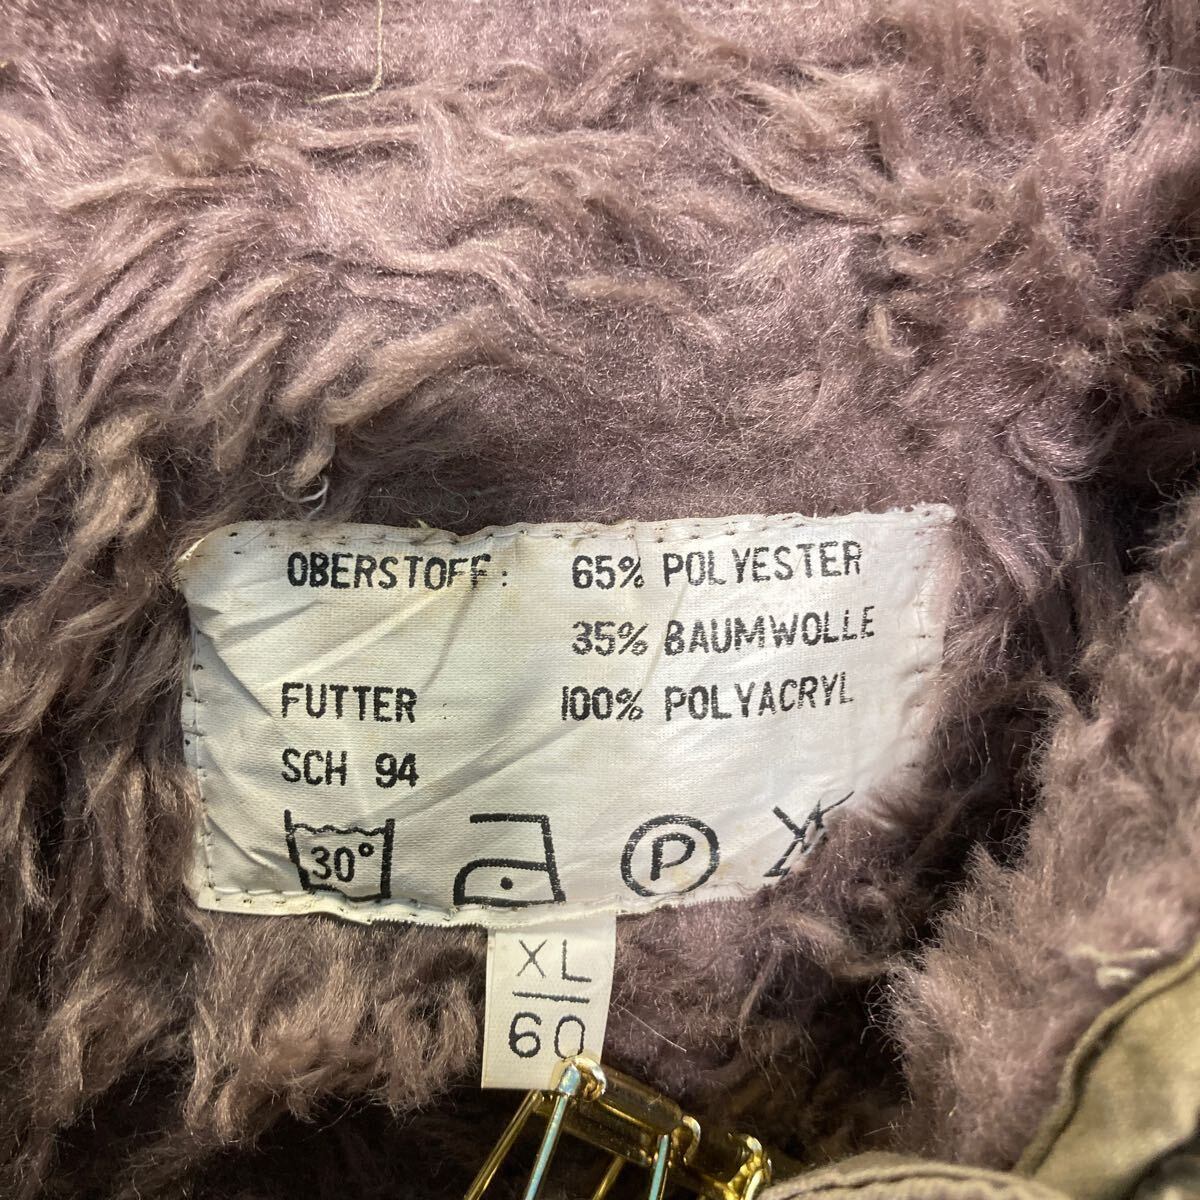 OBERSTOFF: 65% POLYESTER
35% BAUMWOLLE
FUTTER 100% POLYACRYL
SCH 94
30°
P
XL
60